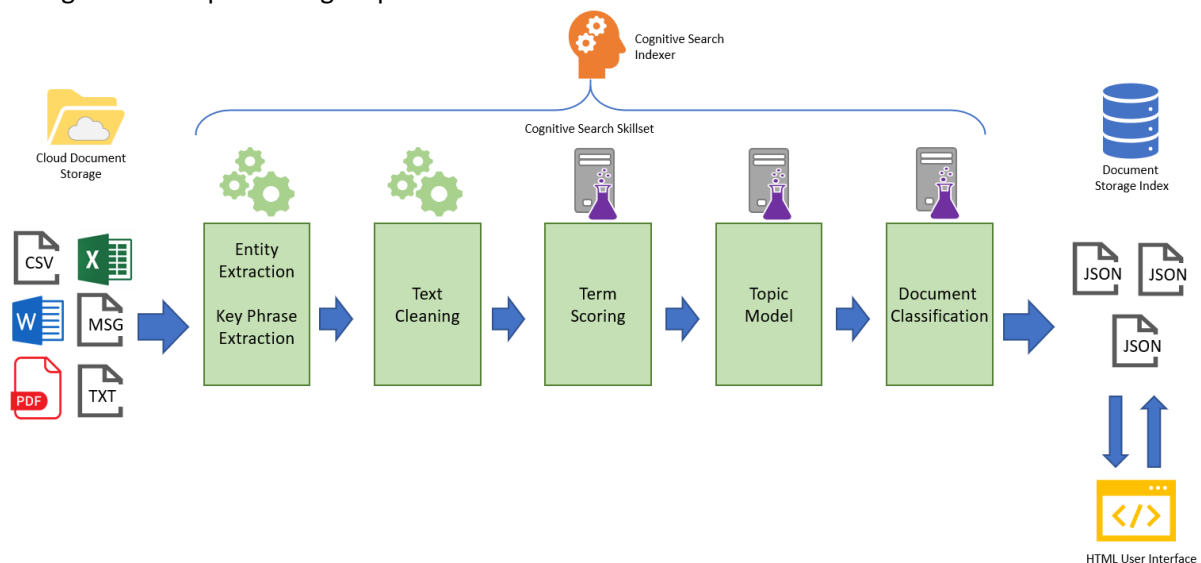 Cognitive Search
Indexer
Cloud Document
Storage
Cognitive Search Skillset
Document
Storage Index
CSV
X
W
MSG
PDF
TXT
Entity
Extraction
Key Phrase
Extraction
Text
Cleaning
Term
Scoring
Topic
Model
Document
Classification
JSON
JSON
JSON
</>
HTML User Interface